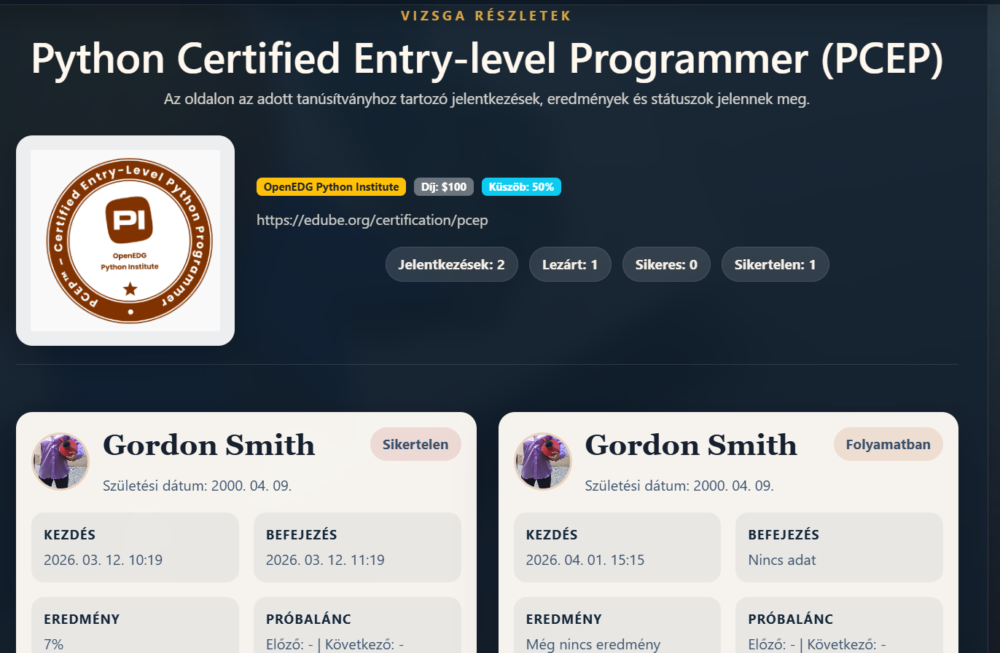 VIZSGA RÉSZLETEK
Python Certified Entry-level Programmer (PCEP)
Az oldalon az adott tanúsítványhoz tartozó jelentkezések, eredmények és státuszok jelennek meg.
PCEP™ – Certified Entry-Level Python Programmer
PI
OpenEDG
Python Institute
OpenEDG Python Institute Díj: $100 Küszöb: 50%
https://edube.org/certification/pcep
Jelentkezések: 2 Lezárt: 1 Sikeres: 0 Sikertelen: 1
Gordon Smith Sikertelen
Születési dátum: 2000. 04. 09.
KEZDÉS BEFEJEZÉS
2026. 03. 12. 10:19 2026. 03. 12. 11:19
EREDMÉNY PRÓBALÁNC
7% Előző: - | Következő: -
Gordon Smith Folyamatban
Születési dátum: 2000. 04. 09.
KEZDÉS BEFEJEZÉS
2026. 04. 01. 15:15 Nincs adat
EREDMÉNY PRÓBALÁNC
Még nincs eredmény Előző: - | Következő: -